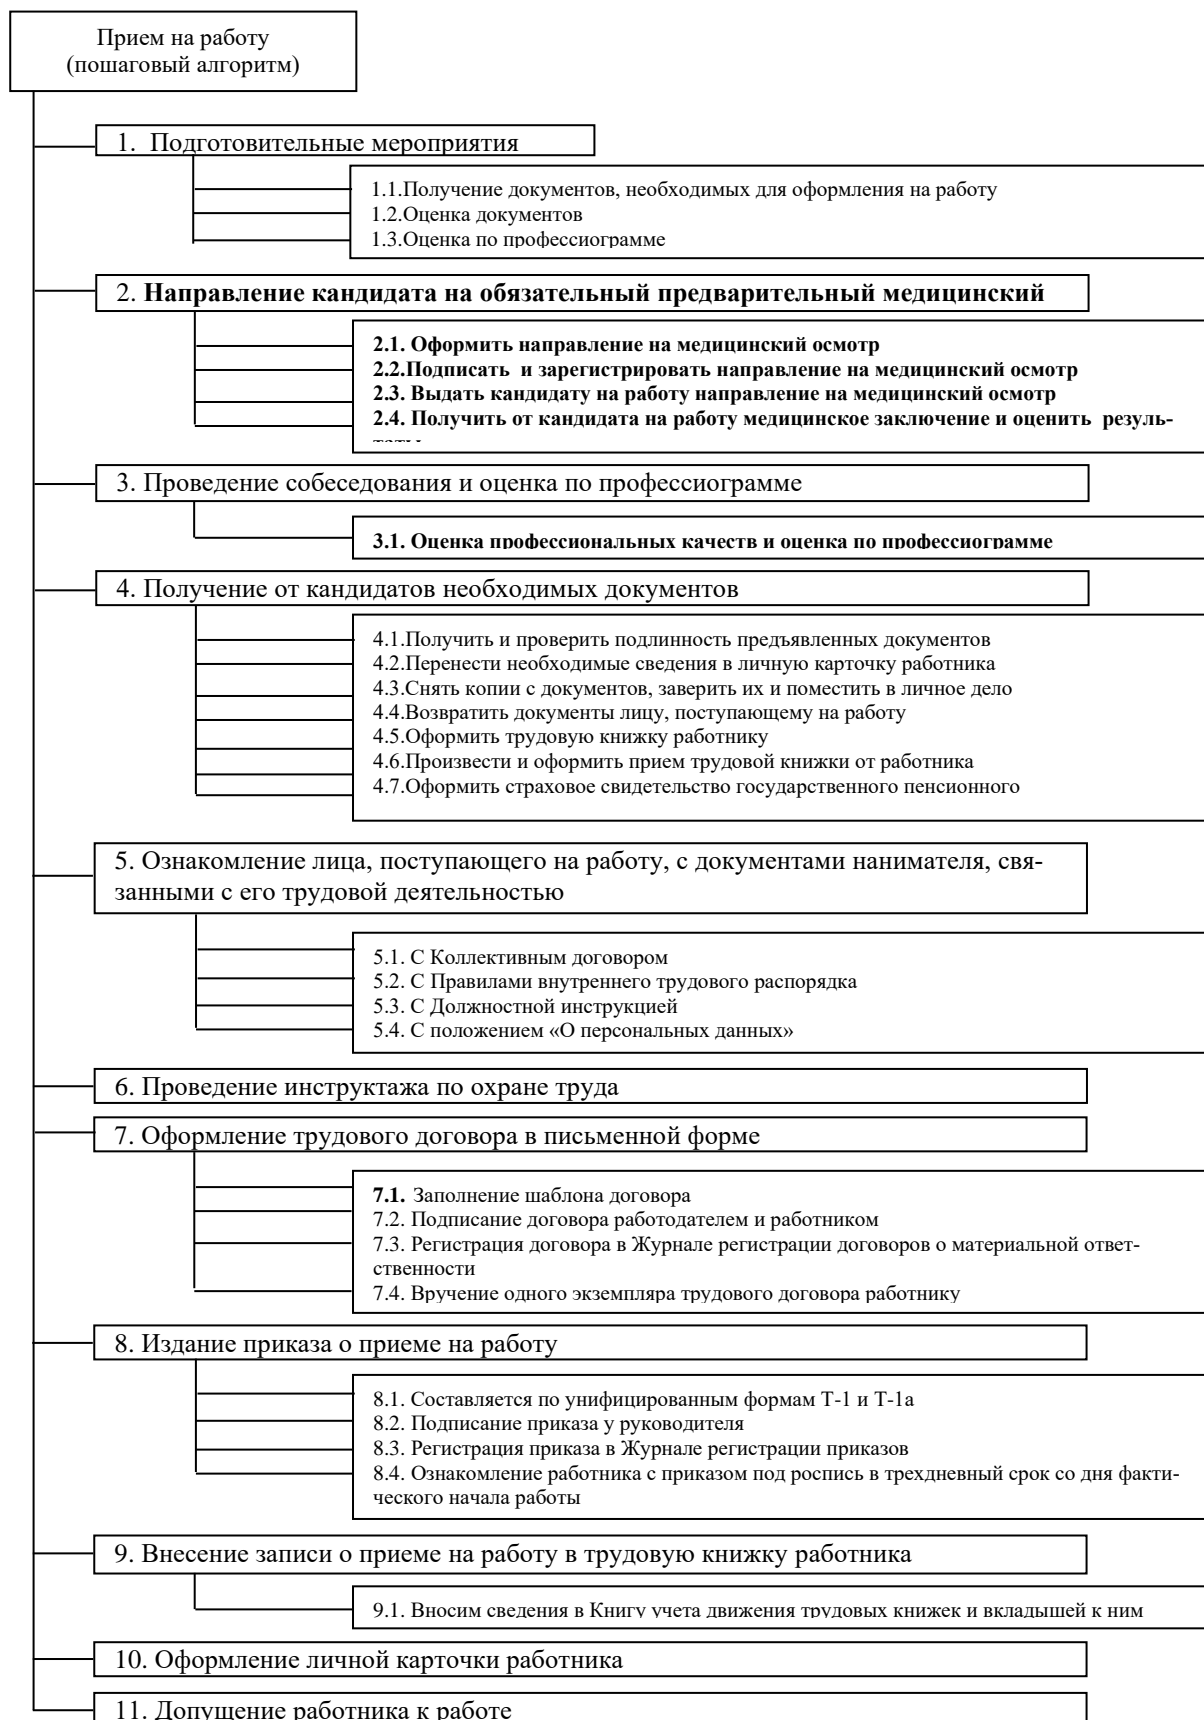 Прием на работу
(пошаговый алгоритм)
1. Подготовительные мероприятия
1.1.Получение документов, необходимых для оформления на работу
1.2.Оценка документов
1.3.Оценка по профессиограмме
2. Направление кандидата на обязательный предварительный медицинский
2.1. Оформить направление на медицинский осмотр
2.2.Подписать и зарегистрировать направление на медицинский осмотр
2.3. Выдать кандидату на работу направление на медицинский осмотр
2.4. Получить от кандидата на работу медицинское заключение и оценить резуль-
таты
3. Проведение собеседования и оценка по профессиограмме
3.1. Оценка профессиональных качеств и оценка по профессиограмме
4. Получение от кандидатов необходимых документов
4.1.Получить и проверить подлинность предъявленных документов
4.2.Перенести необходимые сведения в личную карточку работника
4.3.Снять копии с документов, заверить их и поместить в личное дело
4.4.Возвратить документы лицу, поступающему на работу
4.5.Оформить трудовую книжку работнику
4.6.Произвести и оформить прием трудовой книжки от работника
4.7.Оформить страховое свидетельство государственного пенсионного
5. Ознакомление лица, поступающего на работу, с документами нанимателя, свя-
занными с его трудовой деятельностью
5.1. С Коллективным договором
5.2. С Правилами внутреннего трудового распорядка
5.3. С Должностной инструкцией
5.4. С положением «О персональных данных»
6. Проведение инструктажа по охране труда
7. Оформление трудового договора в письменной форме
7.1. Заполнение шаблона договора
7.2. Подписание договора работодателем и работником
7.3. Регистрация договора в Журнале регистрации договоров о материальной ответ-
ственности
7.4. Вручение одного экземпляра трудового договора работнику
8. Издание приказа о приеме на работу
8.1. Составляется по унифицированным формам Т-1 и Т-1а
8.2. Подписание приказа у руководителя
8.3. Регистрация приказа в Журнале регистрации приказов
8.4. Ознакомление работника с приказом под роспись в трехдневный срок со дня факти-
ческого начала работы
9. Внесение записи о приеме на работу в трудовую книжку работника
9.1. Вносим сведения в Книгу учета движения трудовых книжек и вкладышей к ним
10. Оформление личной карточки работника
11. Допущение работника к работе